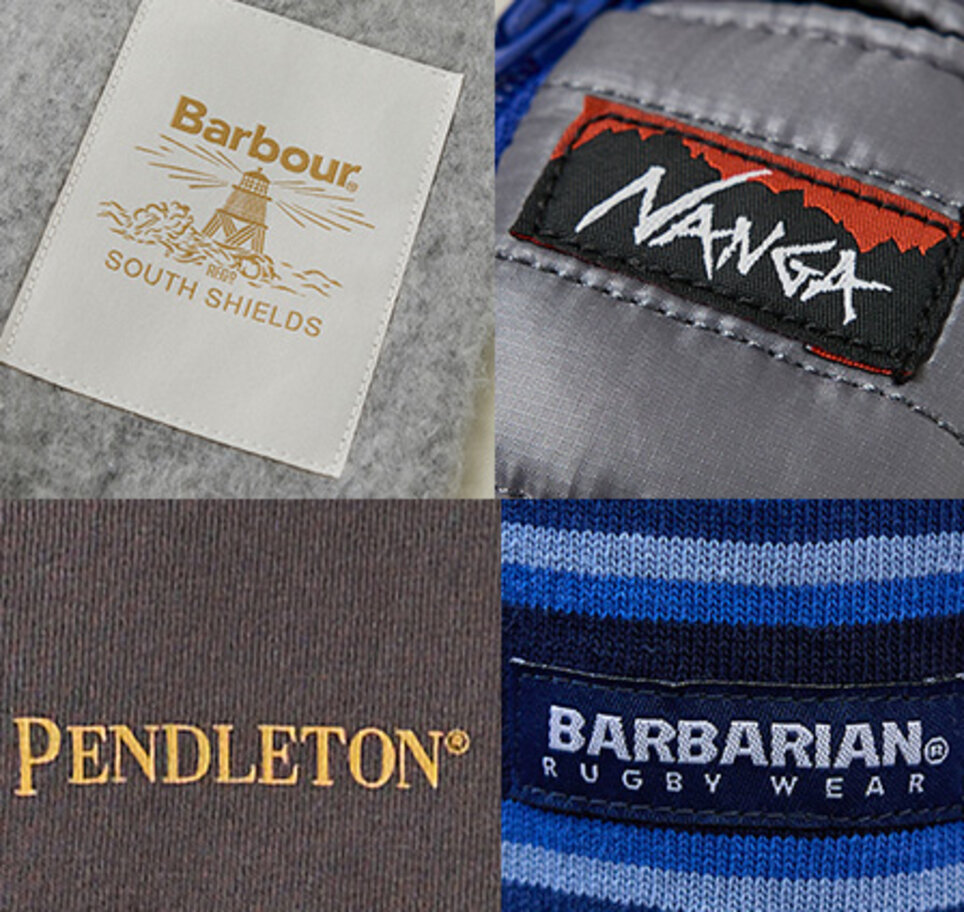 Barbour®
SOUTH SHIELDS
NANGA
PENDLETON®
BARBARIAN®
RUGBY WEAR